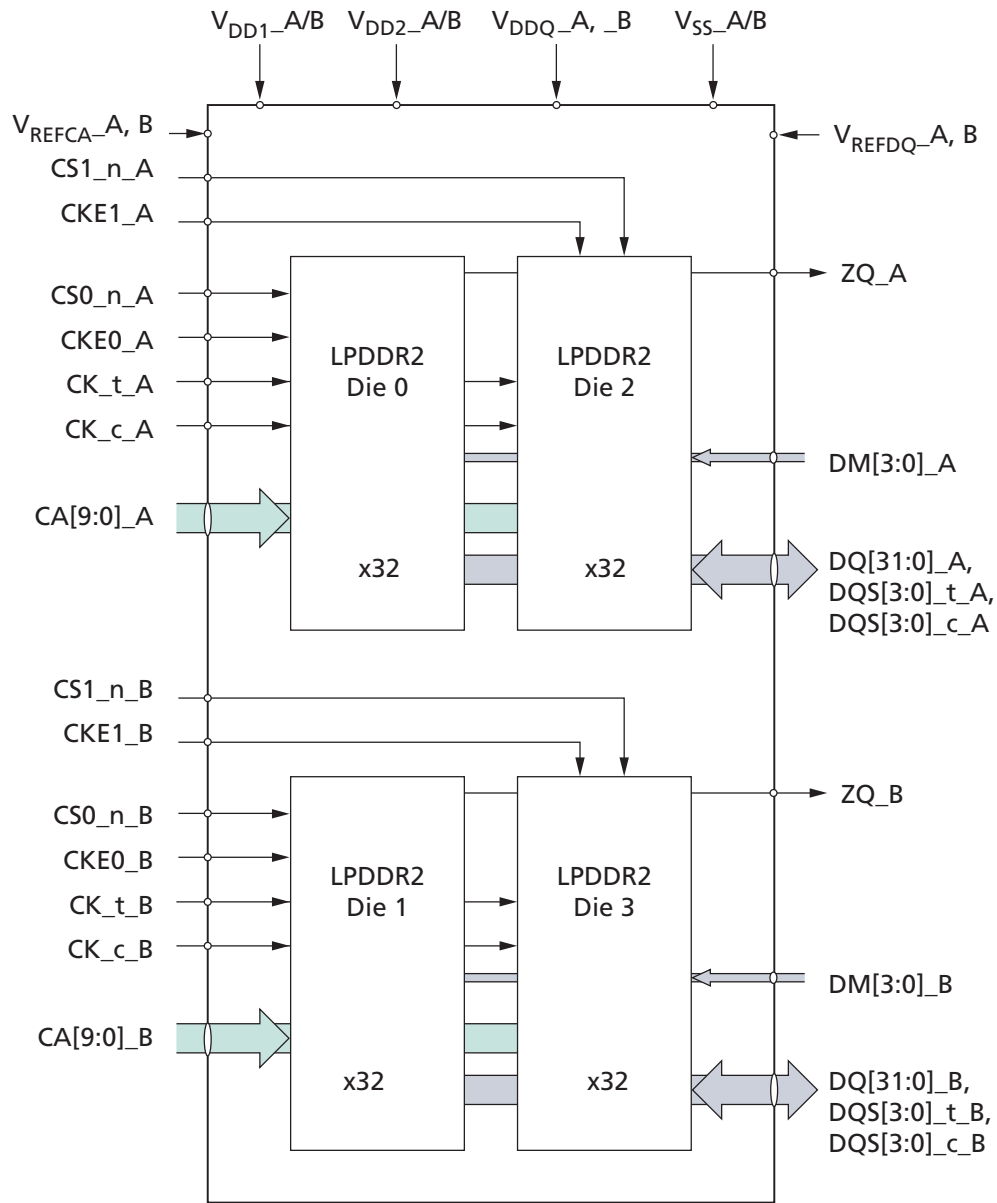 VDD1_A/B
VDD2_A/B
VDDQ_A, _B
VSS_A/B
VREFCA_A, B
VREFDQ_A, B
CS1_n_A
CKE1_A
CS0_n_A
CKE0_A
CK_t_A
CK_c_A
CA[9:0]_A
LPDDR2
Die 0
x32
LPDDR2
Die 2
x32
ZQ_A
DM[3:0]_A
DQ[31:0]_A,
DQS[3:0]_t_A,
DQS[3:0]_c_A
CS1_n_B
CKE1_B
CS0_n_B
CKE0_B
CK_t_B
CK_c_B
CA[9:0]_B
LPDDR2
Die 1
x32
LPDDR2
Die 3
x32
ZQ_B
DM[3:0]_B
DQ[31:0]_B,
DQS[3:0]_t_B,
DQS[3:0]_c_B